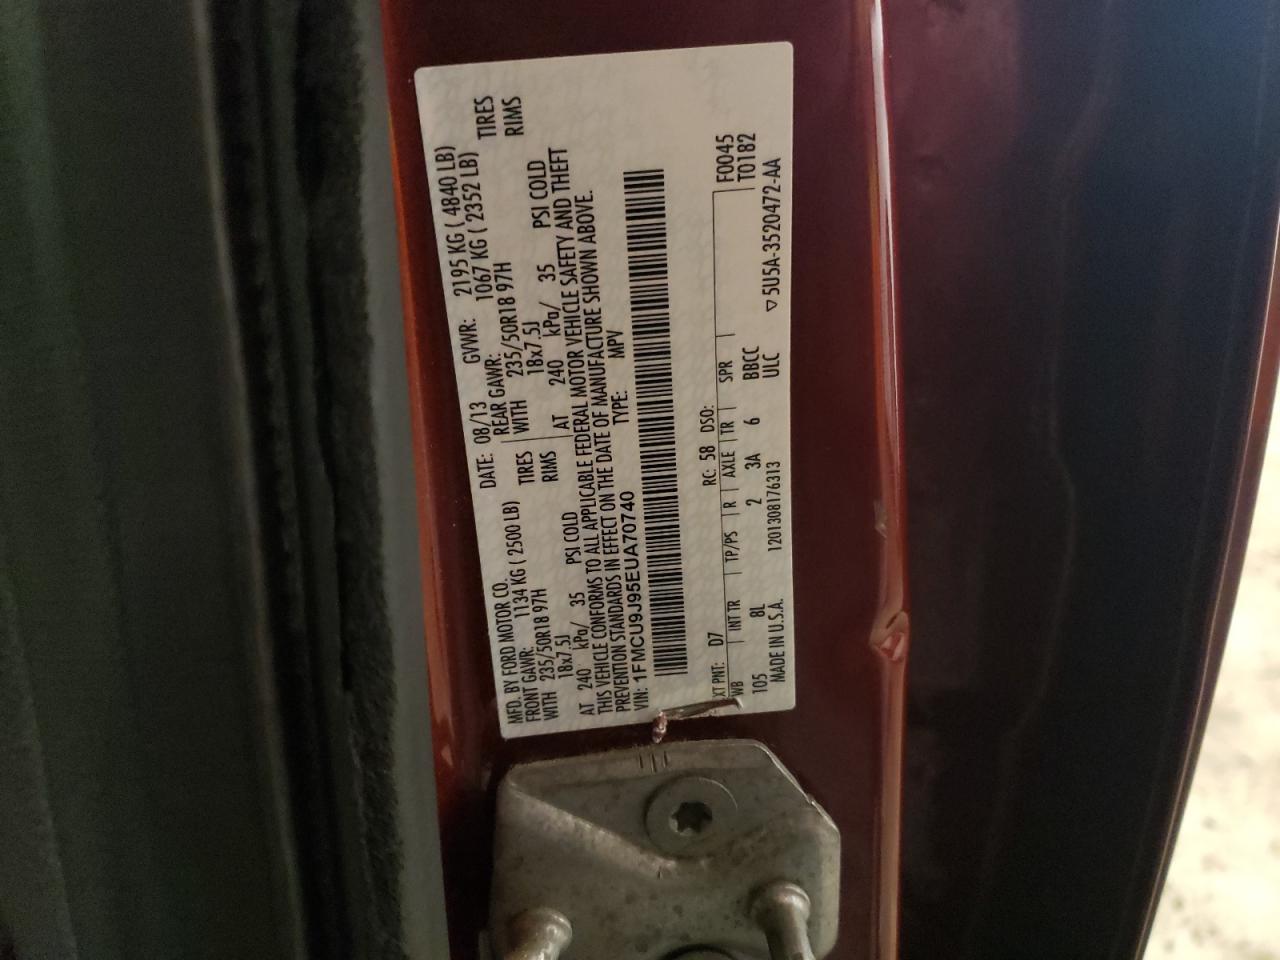 MFD. BY FORD MOTOR CO.
DATE: 08/13 GVWR: 2195 KG ( 4840 LB)
FRONT GAWR: 1134 KG ( 2500 LB) REAR GAWR: 1067 KG ( 2352 LB)
WITH 235/50R18 97H TIRES WITH 235/50R18 97H TIRES
18x7.5J RIMS 18x7.5J RIMS
AT 240 kPa/ 35 PSI COLD AT 240 kPa/ 35 PSI COLD
THIS VEHICLE CONFORMS TO ALL APPLICABLE FEDERAL MOTOR VEHICLE SAFETY AND THEFT
PREVENTION STANDARDS IN EFFECT ON THE DATE OF MANUFACTURE SHOWN ABOVE.
VIN: 1FMCU9J95EUA70740 TYPE: MPV
XT PNT: D7 RC: 58 DSO: F0045
WB INT TR TP/PS R AXLE TR SPR T0182
105 8L 2 3A 6 BBCC
MADE IN U.S.A. 1201308176313 ULC ▽5U5A-3520472-AA